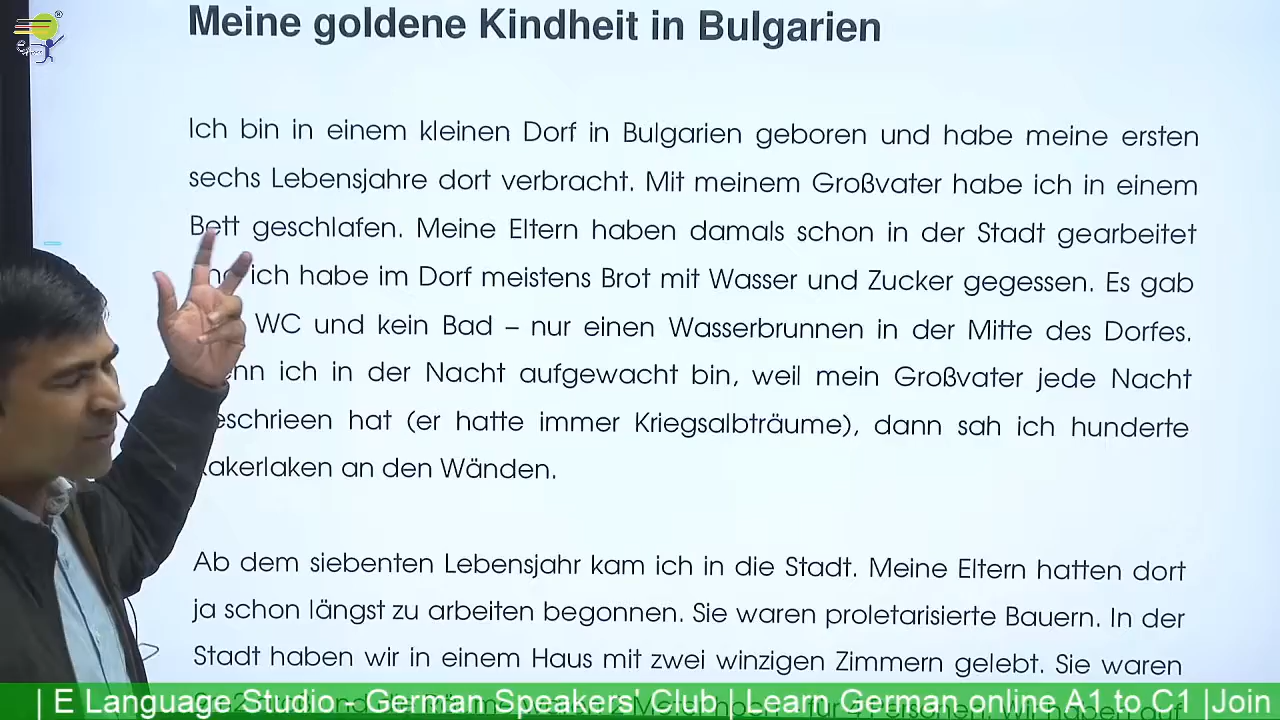 Meine goldene Kindheit in Bulgarien
Ich bin in einem kleinen Dorf in Bulgarien geboren und habe meine ersten
sechs Lebensjahre dort verbracht. Mit meinem Großvater habe ich in einem
Bett geschlafen. Meine Eltern haben damals schon in der Stadt gearbeitet
ich habe im Dorf meistens Brot mit Wasser und Zucker gegessen. Es gab
WC und kein Bad – nur einen Wasserbrunnen in der Mitte des Dorfes.
ich in der Nacht aufgewacht bin, weil mein Großvater jede Nacht
hat (er hatte immer Kriegsalbträume), dann sah ich hunderte
an den Wänden.
Ab dem siebenten Lebensjahr kam ich in die Stadt. Meine Eltern hatten dort
ja schon längst zu arbeiten begonnen. Sie waren proletarisierte Bauern. In der
Stadt haben wir in einem Haus mit zwei winzigen Zimmern gelebt. Sie waren
| E Language Studio - German Speakers' Club | Learn German online A1 to C1 | Join